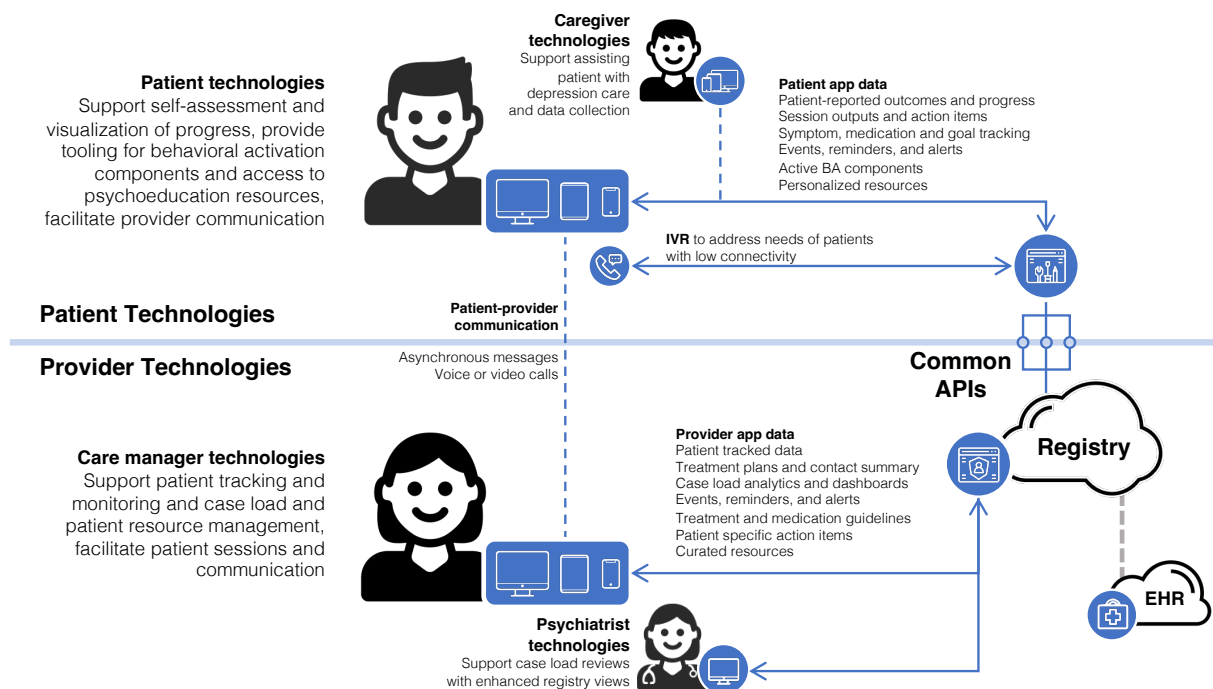 Caregiver
technologies
Support assisting
patient with
depression care
and data collection
Patient technologies
Support self-assessment and
visualization of progress, provide
tooling for behavioral activation
components and access to
psychoeducation resources,
facilitate provider communication
Patient app data
Patient-reported outcomes and progress
Session outputs and action items
Symptom, medication and goal tracking
Events, reminders, and alerts
Active BA components
Personalized resources
IVR to address needs of patients
with low connectivity
Patient Technologies
Patient-provider
communication
Provider Technologies
Asynchronous messages
Voice or video calls
Common
APIs
Registry
Care manager technologies
Support patient tracking and
monitoring and case load and
patient resource management,
facilitate patient sessions and
communication
Provider app data
Patient tracked data
Treatment plans and contact summary
Case load analytics and dashboards
Events, reminders, and alerts
Treatment and medication guidelines
Patient specific action items
Curated resources
EHR
Psychiatrist
technologies
Support case load reviews
with enhanced registry views